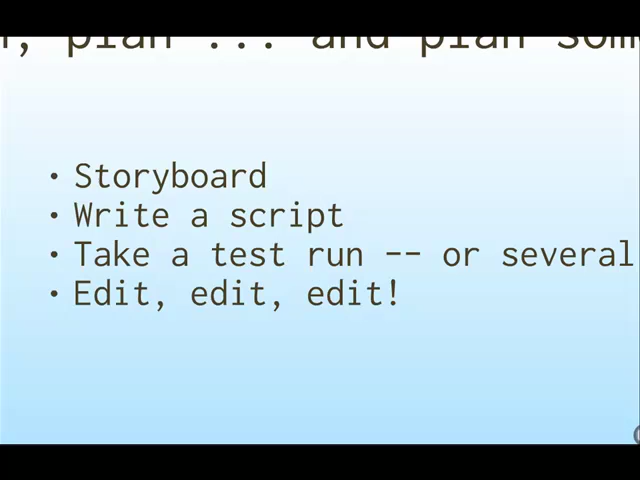 plan ... and plan
• Storyboard
• Write a script
• Take a test run -- or several
• Edit, edit, edit!